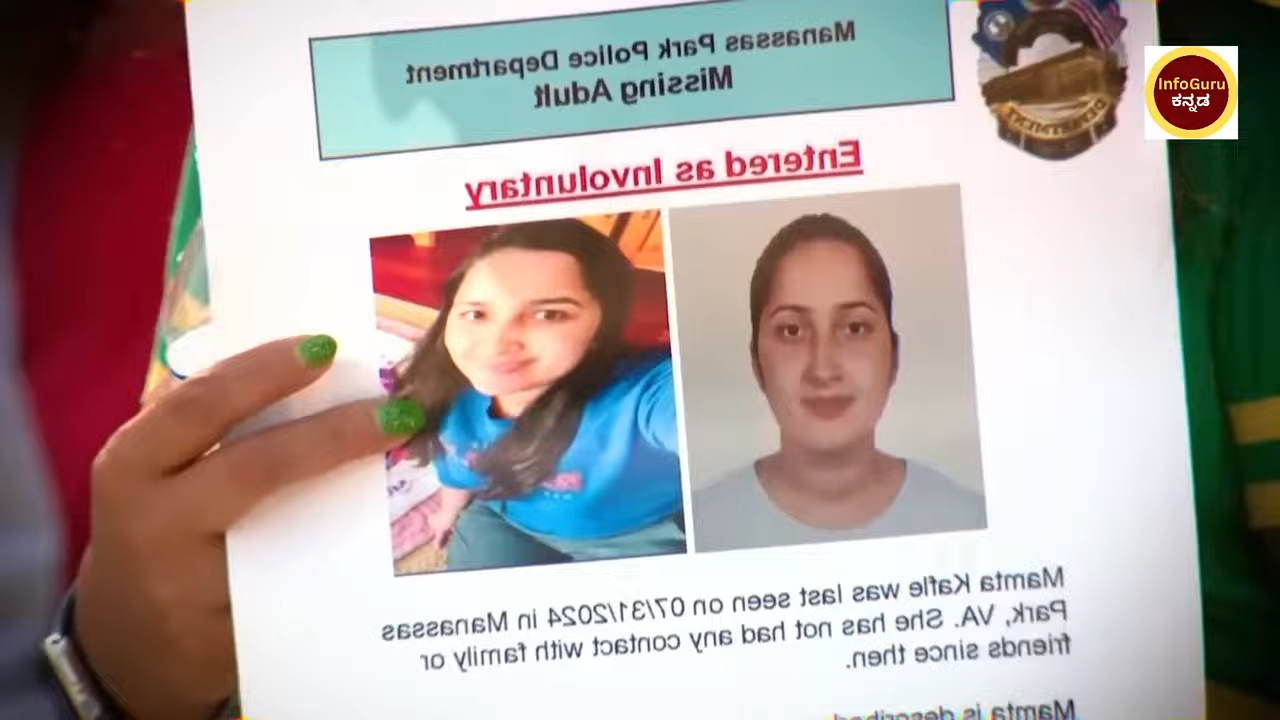 Manassas Park Police Department
Missing Adult
DEPARTMENT
InfoGuru
ಕನ್ನಡ
Entered as Involuntary
Mamta Kafle was last seen on 07/31/2024 in Manassas
Park, VA. She has not had any contact with family or
friends since then.
Mamta is described